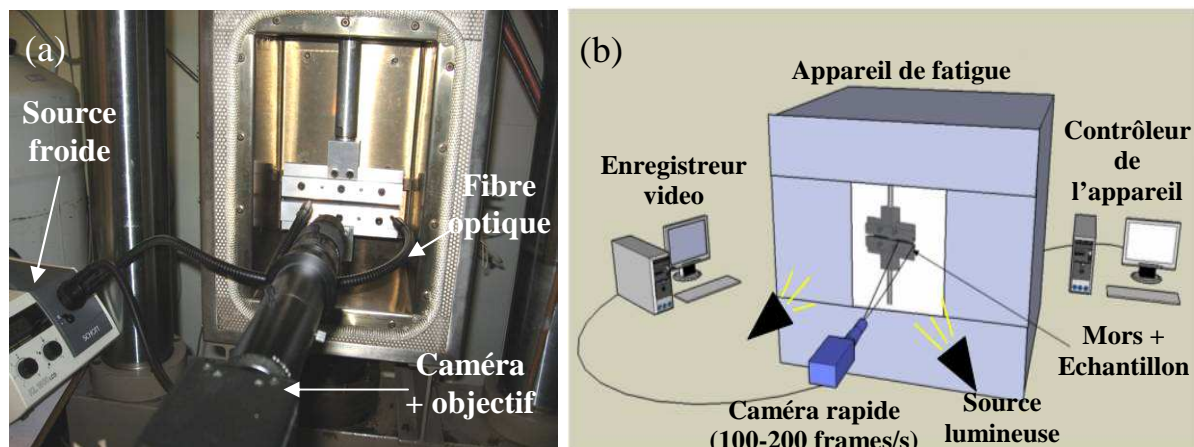 (a)
Source
froide
Fibre
optique
SCHOTT
Caméra
+ objectif
(b)
Appareil de fatigue
Enregistreur
video
Contrôleur
de
l'appareil
Mors +
Echantillon
Caméra rapide
(100-200 frames/s)
Source
lumineuse